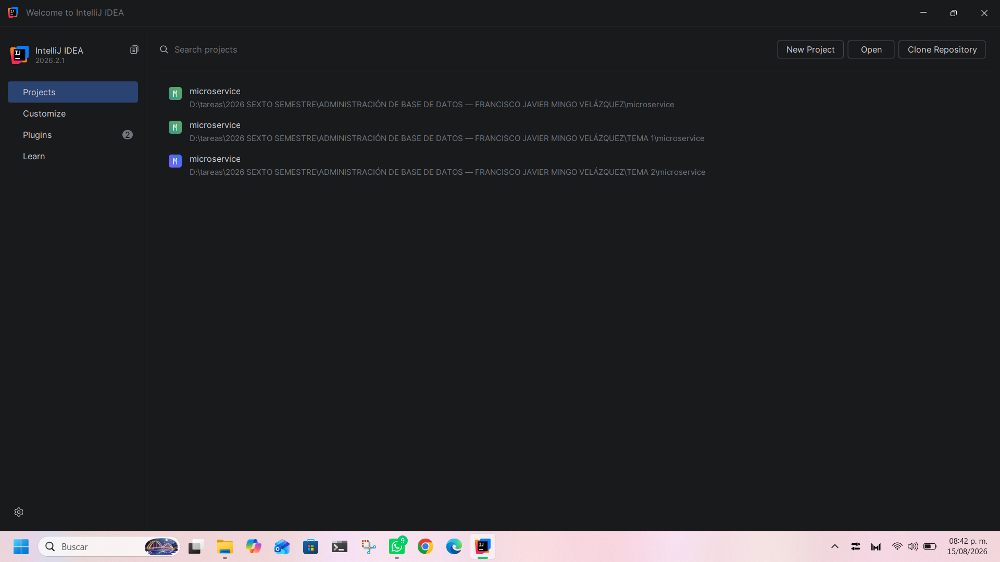 Welcome to IntelliJ IDEA
IntelliJ IDEA
2026.2.1
Search projects
New Project
Open
Clone Repository
Projects
Customize
Plugins
2
Learn
M
microservice
D:\tareas\2026 SEXTO SEMESTRE\ADMINISTRACIÓN DE BASE DE DATOS — FRANCISCO JAVIER MINGO VELÁZQUEZ\microservice
M
microservice
D:\tareas\2026 SEXTO SEMESTRE\ADMINISTRACIÓN DE BASE DE DATOS — FRANCISCO JAVIER MINGO VELÁZQUEZ\TEMA 1\microservice
M
microservice
D:\tareas\2026 SEXTO SEMESTRE\ADMINISTRACIÓN DE BASE DE DATOS — FRANCISCO JAVIER MINGO VELÁZQUEZ\TEMA 2\microservice
Buscar
9
08:42 p. m.
15/08/2026